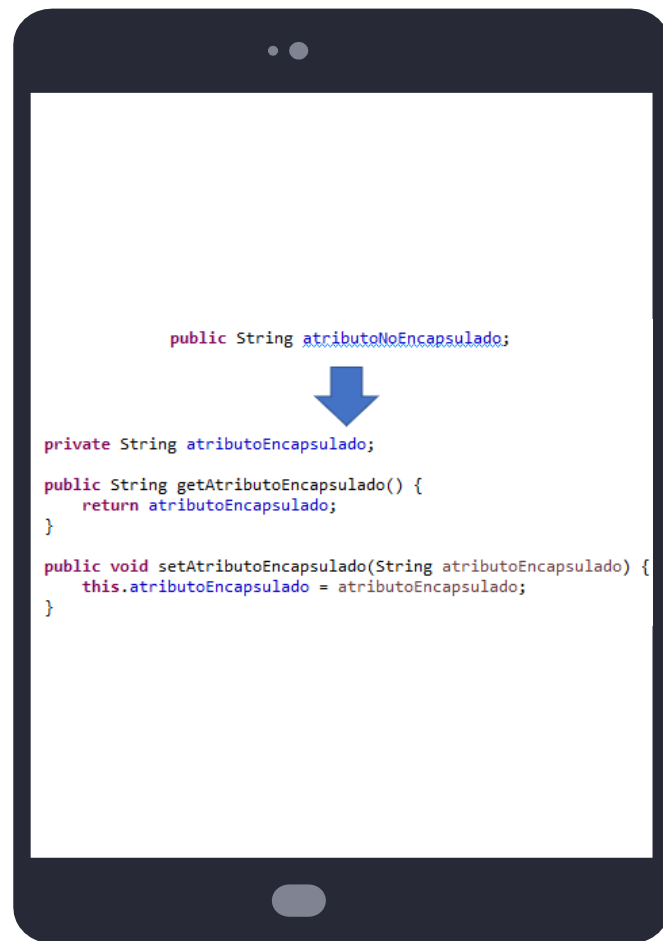 public String atributoNoEncapsulado;
private String atributoEncapsulado;
public String getAtributoEncapsulado() {
return atributoEncapsulado;
}
public void setAtributoEncapsulado(String atributoEncapsulado) {
this.atributoEncapsulado = atributoEncapsulado;
}